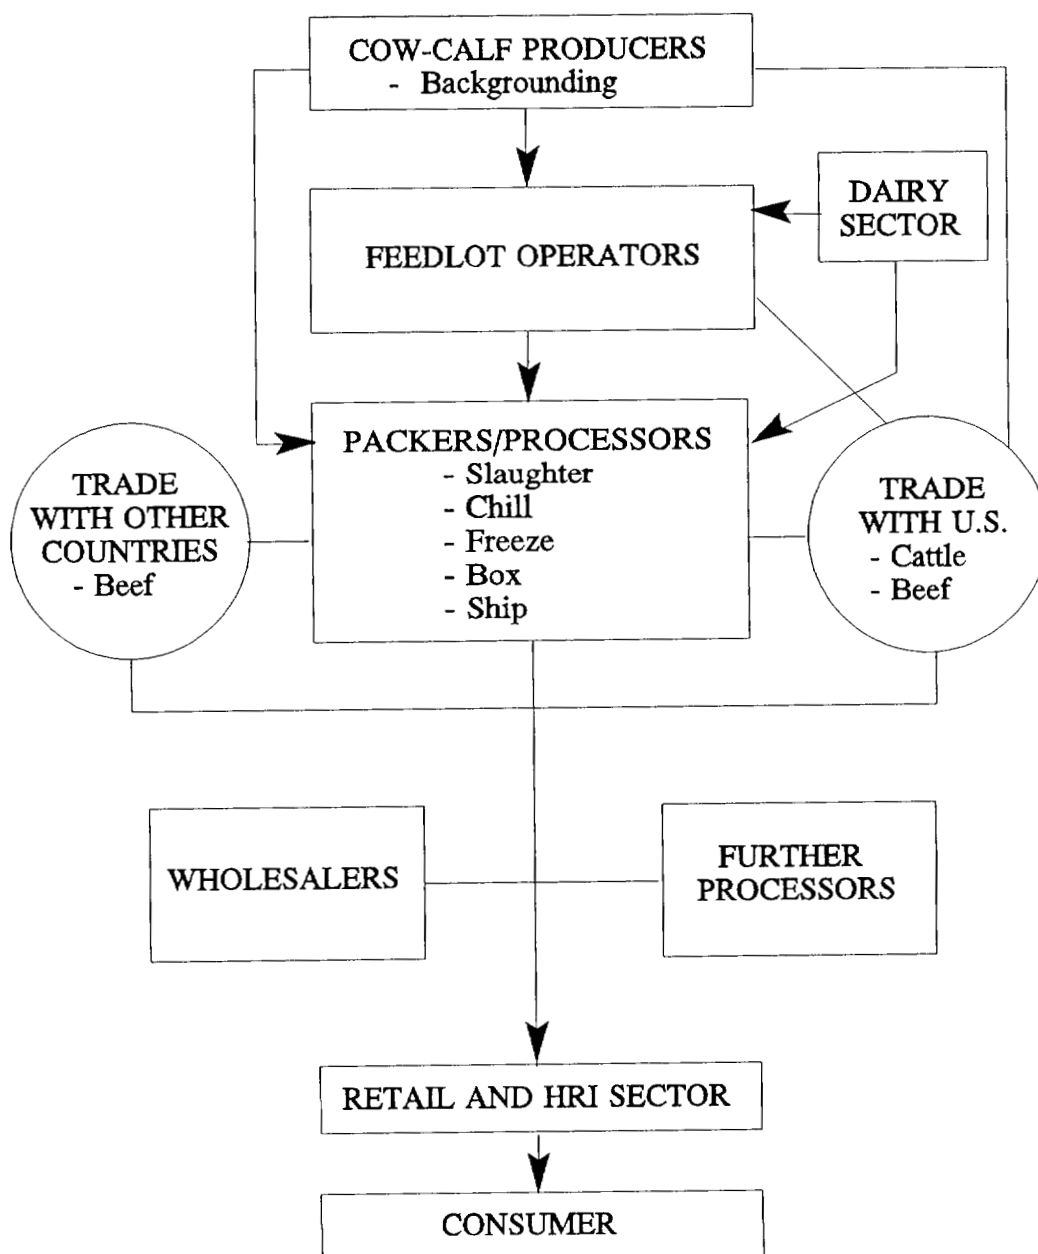 COW-CALF PRODUCERS
- Backgrounding
DAIRY
SECTOR
FEEDLOT OPERATORS
PACKERS/PROCESSORS
- Slaughter
- Chill
- Freeze
- Box
- Ship
TRADE
WITH OTHER
COUNTRIES
- Beef
TRADE
WITH U.S.
- Cattle
- Beef
WHOLESALERS
FURTHER
PROCESSORS
RETAIL AND HRI SECTOR
CONSUMER